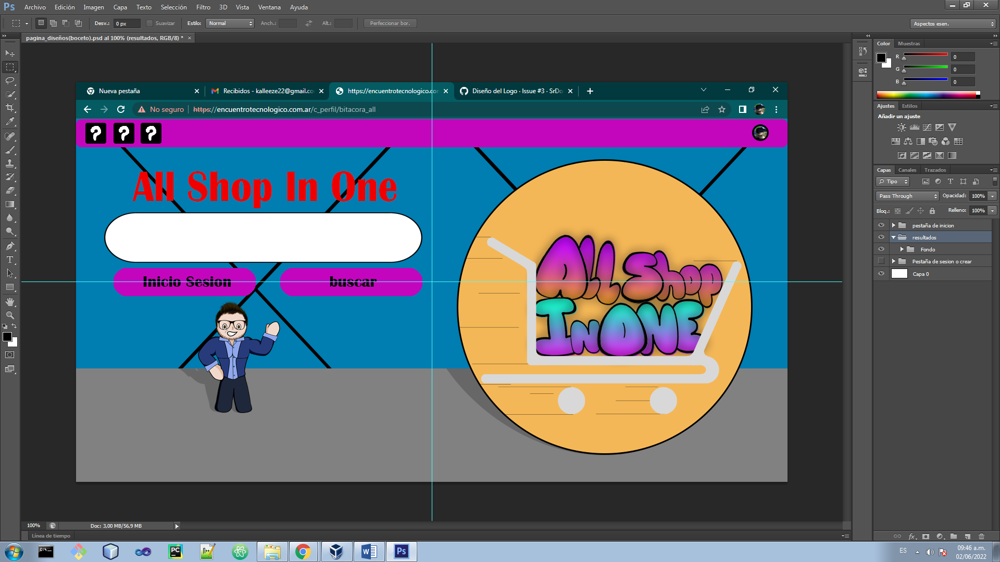 Ps Archivo Edición Imagen Capa Texto Selección Filtro 3D Vista Ventana Ayuda
Desv.: 0 px Suavizar Estilo: Normal Anch.: Alt.: Perfeccionar bor. Aspectos esen.
pagina_diseños(boceto).psd al 100% (resultados, RGB/8) *
Color Muestras
R 0
G 0
B 0
Nueva pestaña
Recibidos - kalleeze22@gmail.co
https://encuentrotecnologico.co
Diseño del Logo · Issue #3 · SrDo
No seguro https://encuentrotecnologico.com.ar/c_perfil/bitacora_all
? ? ?
All Shop In One
Inicio Sesion
buscar
All Shop
In ONE
Ajustes Estilos
Añadir un ajuste
Capas Canales Trazados
Tipo
Pass Through Opacidad: 100%
Bloq.: Relleno: 100%
pestaña de inicion
resultados
Fondo
Pestaña de sesion o crear
Capa 0
100% Doc: 3,00 MB/56,9 MB
Línea de tiempo
C:\
PC
N++
W
Ps
ES
09:46 a.m.
02/06/2022